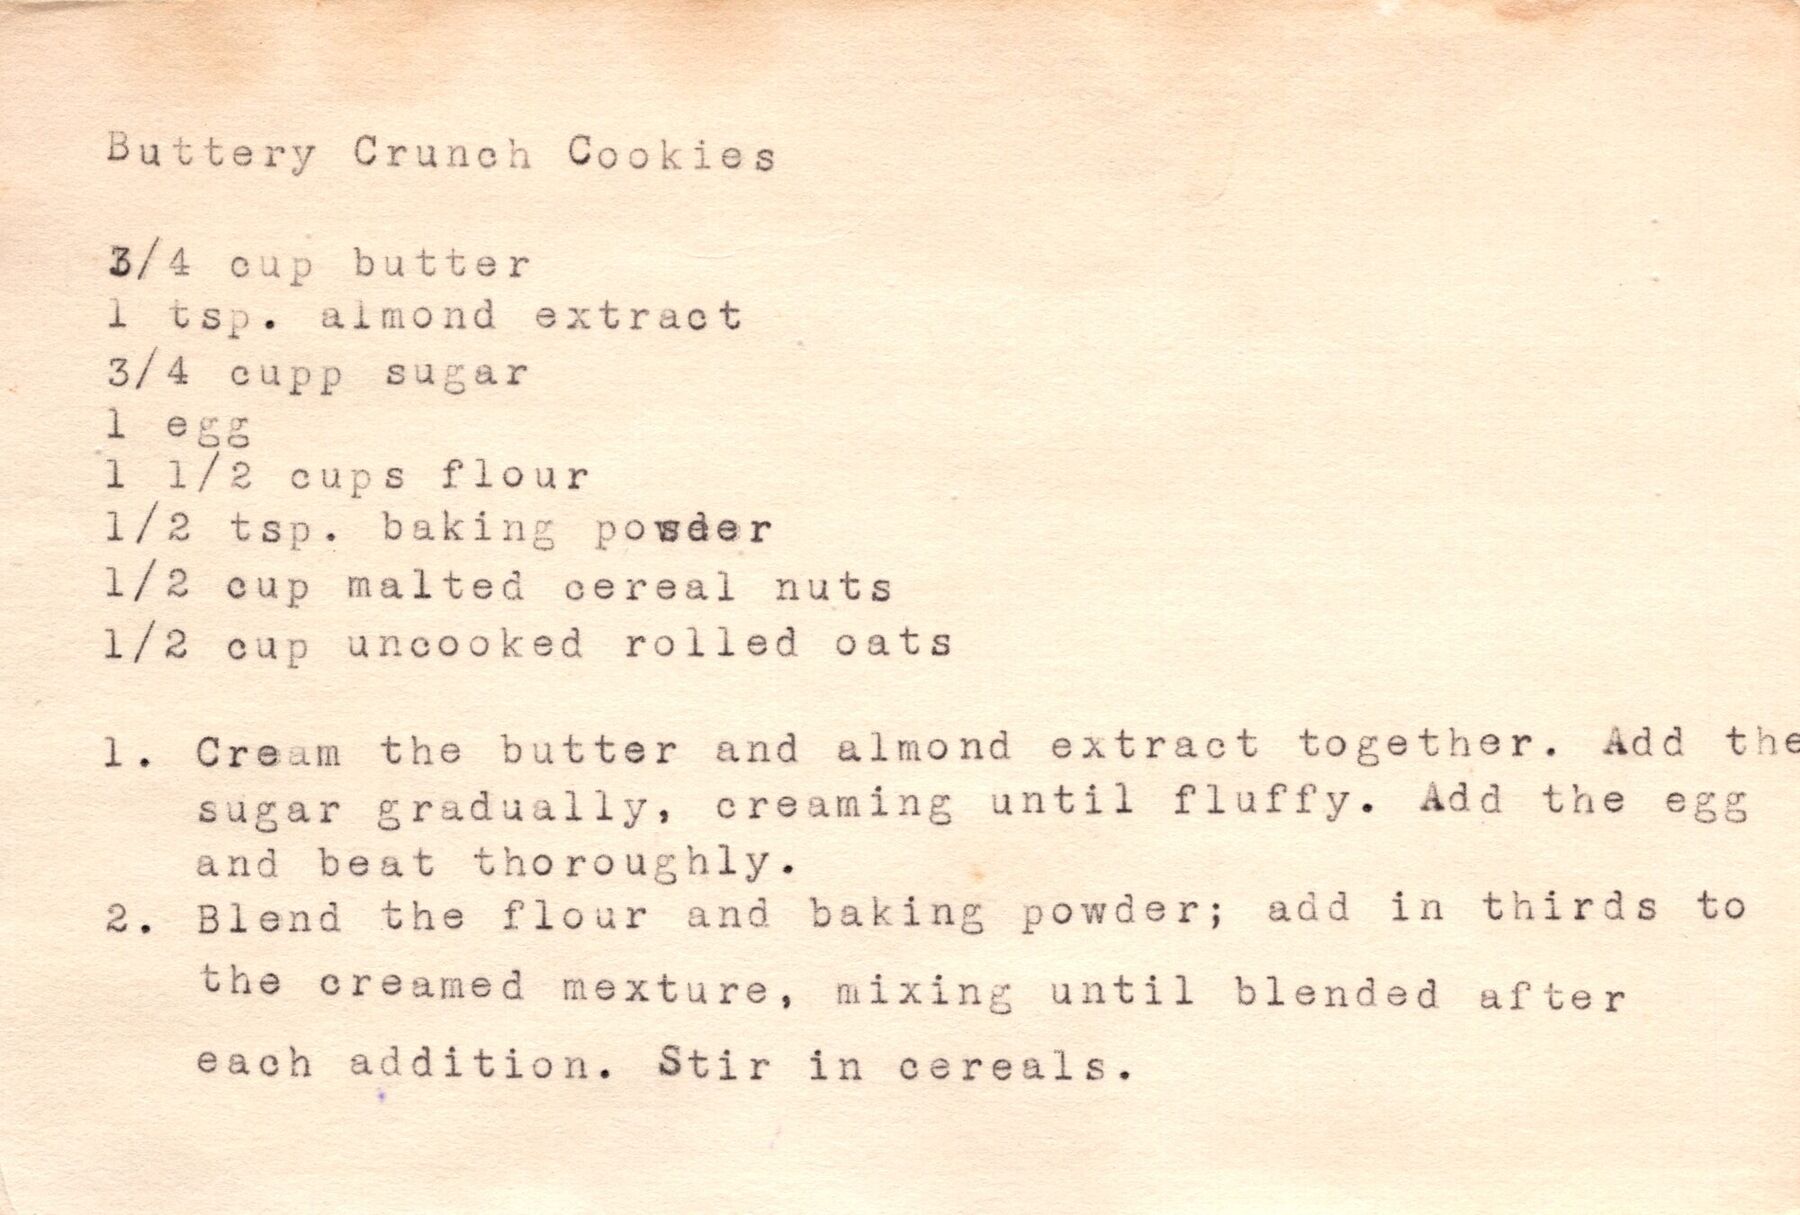 Buttery Crunch Cookies
3/4 cup butter
1 tsp. almond extract
3/4 cupp sugar
1 egg
1 1/2 cups flour
1/2 tsp. baking powder
1/2 cup malted cereal nuts
1/2 cup uncooked rolled oats
1. Cream the butter and almond extract together. Add the
sugar gradually, creaming until fluffy. Add the egg
and beat thoroughly.
2. Blend the flour and baking powder; add in thirds to
the creamed mexture, mixing until blended after
each addition. Stir in cereals.